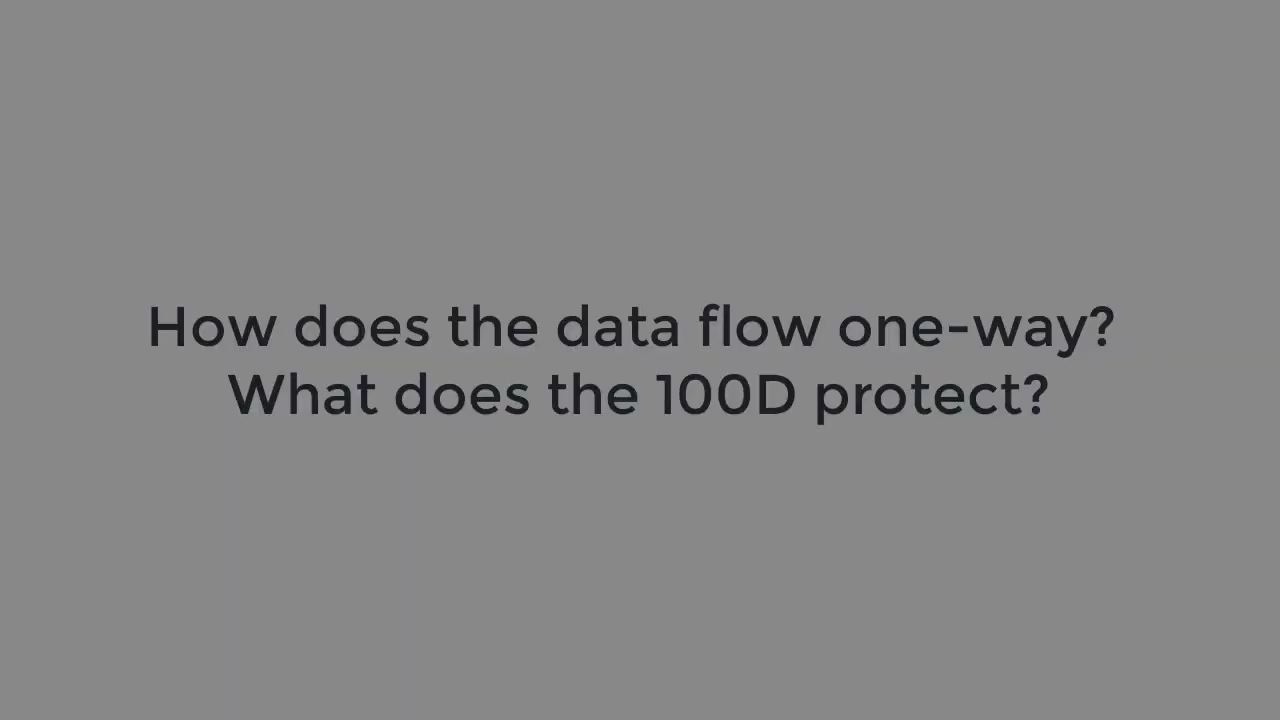 How does the data flow one-way?
What does the 100D protect?